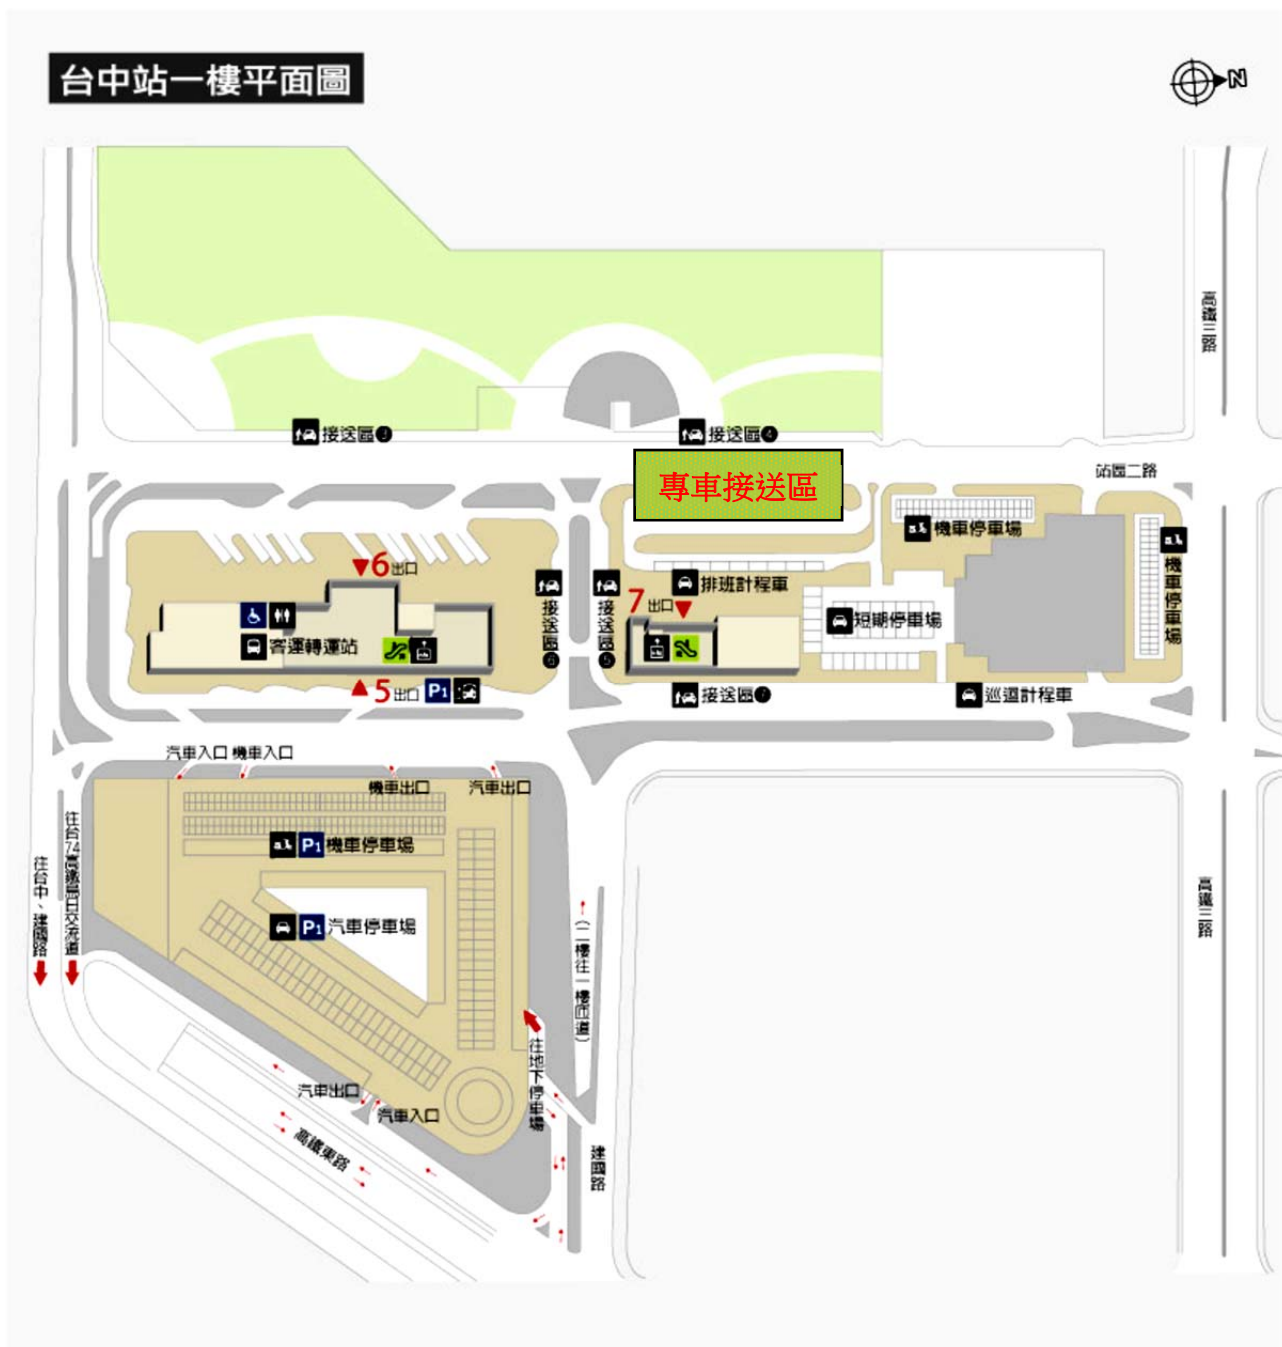 台中站一樓平面圖
N
高鐵三路
接送區3
接送區4
專車接送區
站區二路
機車停車場
機車停車場
6出口
接送區6
接送區5
排班計程車
7出口
短期停車場
客運轉運站
5出口
P1
接送區7
巡迴計程車
汽車入口
機車入口
機車出口
汽車出口
P1
機車停車場
P1
汽車停車場
往台中、建國路
往台74高鐵烏日交流道
(二樓往一樓匝道)
往地下停車場
高鐵三路
汽車出口
汽車入口
高鐵東路
建國路